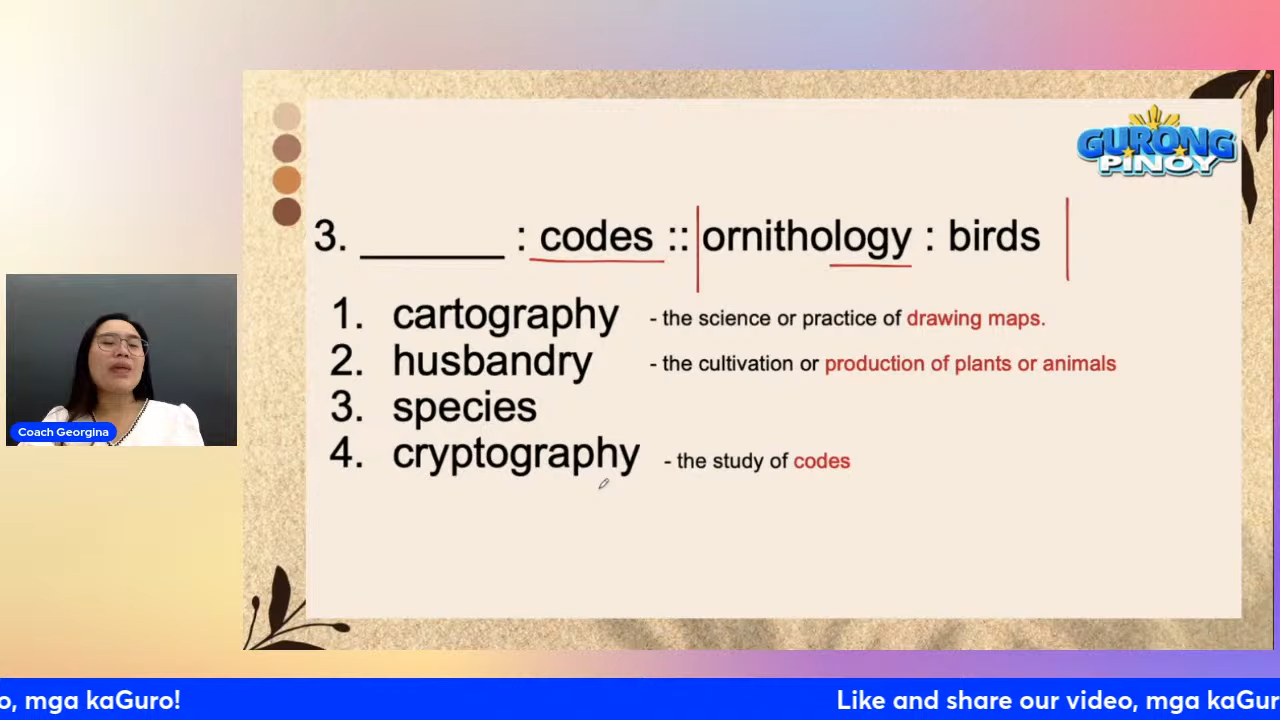 GURONG
PINOY
3. _______ : codes :: ornithology : birds
1. cartography - the science or practice of drawing maps.
2. husbandry - the cultivation or production of plants or animals
3. species
4. cryptography - the study of codes
Coach Georgina
o, mga kaGuro! Like and share our video, mga kaGur